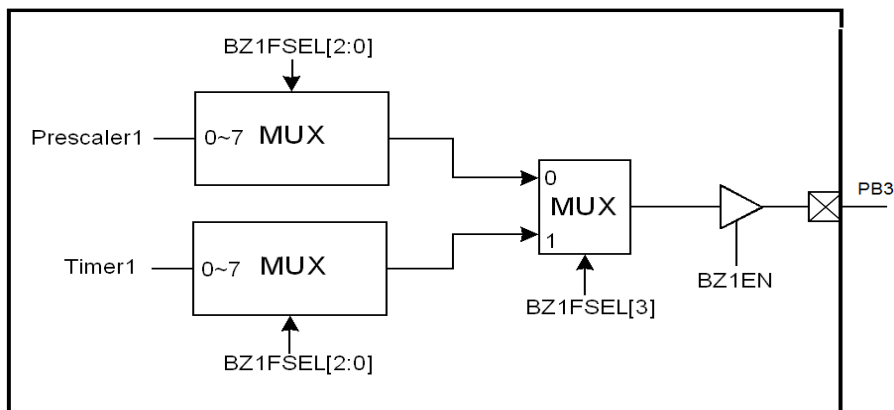 BZ1FSEL[2:0]
Prescaler1
0~7 MUX
0
MUX
1
PB3
Timer1
0~7 MUX
BZ1EN
BZ1FSEL[3]
BZ1FSEL[2:0]